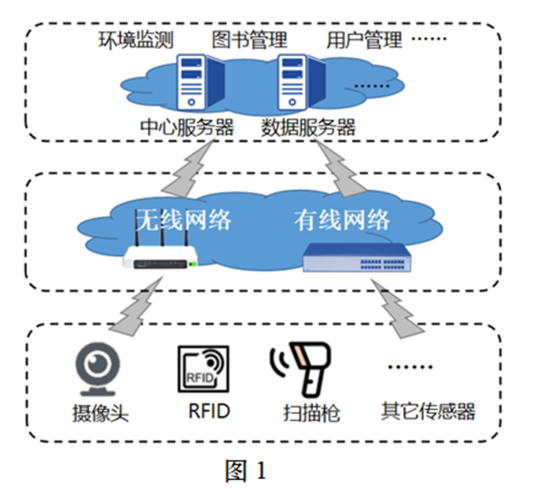 环境监测 图书管理 用户管理 ······
······
中心服务器 数据服务器
无线网络 有线网络
RFID
······
摄像头 RFID 扫描枪 其它传感器
图 1